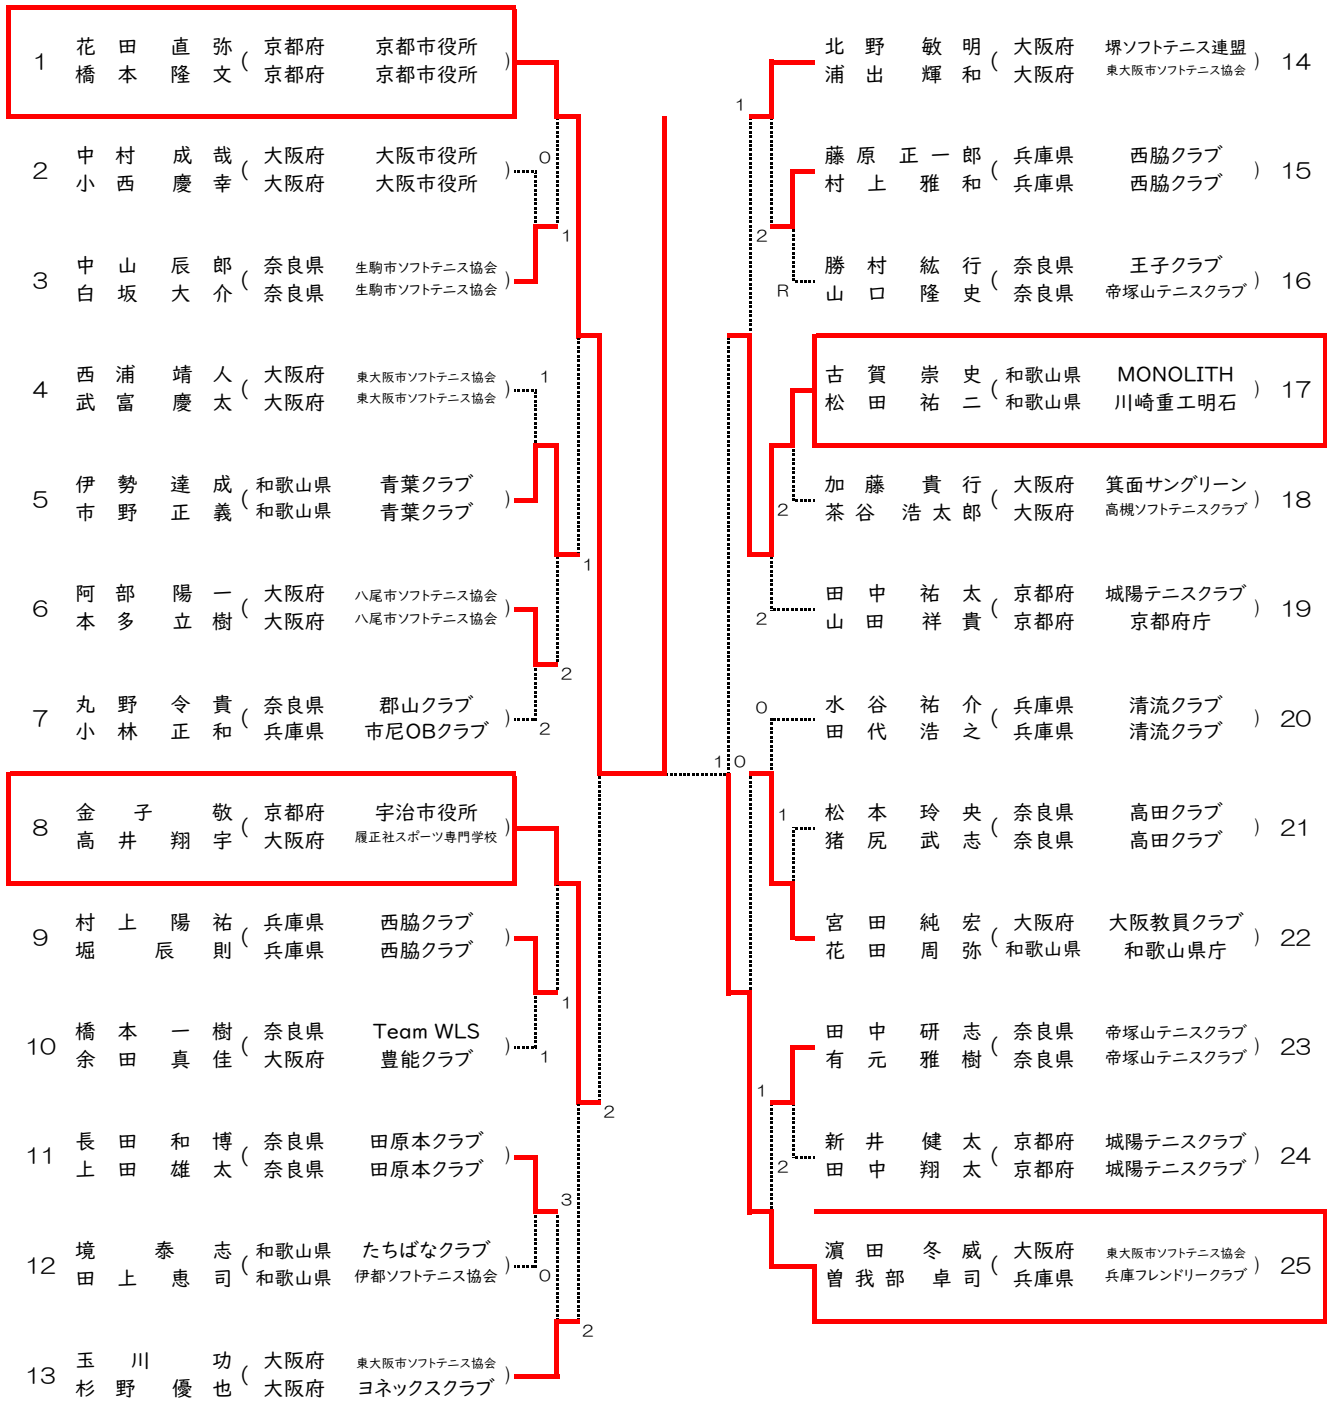 1 花田 直弥 ( 京都府 京都市役所 )
橋本 隆文 京都府 京都市役所
0
2 中村 成哉 ( 大阪府 大阪市役所 )
小西 慶幸 大阪府 大阪市役所
1
3 中山 辰郎 ( 奈良県 生駒市ソフトテニス協会 )
白坂 大介 奈良県 生駒市ソフトテニス協会
4 西浦 靖人 ( 大阪府 東大阪市ソフトテニス協会 ) 1
武富 慶太 大阪府 東大阪市ソフトテニス協会
5 伊勢 達成 ( 和歌山県 青葉クラブ )
市野 正義 和歌山県 青葉クラブ
1
6 阿部 陽一 ( 大阪府 八尾市ソフトテニス協会 )
本多 立樹 大阪府 八尾市ソフトテニス協会
2
7 丸野 令貴 ( 奈良県 郡山クラブ )
小林 正和 兵庫県 市尼OBクラブ 2
8 金子 敬 ( 京都府 宇治市役所 )
高井 翔宇 大阪府 履正社スポーツ専門学校
9 村上 陽祐 ( 兵庫県 西脇クラブ )
堀 辰則 兵庫県 西脇クラブ
1
10 橋本 一樹 ( 奈良県 Team WLS )
余田 真佳 大阪府 豊能クラブ 1
2
11 長田 和博 ( 奈良県 田原本クラブ )
上田 雄太 奈良県 田原本クラブ
3
12 境 泰志 ( 和歌山県 たちばなクラブ )
田上 恵司 和歌山県 伊都ソフトテニス協会 0
2
13 玉川 功 ( 大阪府 東大阪市ソフトテニス協会 )
杉野 優也 大阪府 ヨネックスクラブ
1 0
北野 敏明 ( 大阪府 堺ソフトテニス連盟 ) 14
浦出 輝和 大阪府 東大阪市ソフトテニス協会
1
藤原 正一郎 ( 兵庫県 西脇クラブ ) 15
村上 雅和 兵庫県 西脇クラブ
2
勝村 紘行 ( 奈良県 王子クラブ ) 16
R 山口 隆史 奈良県 帝塚山テニスクラブ
古賀 崇史 ( 和歌山県 MONOLITH ) 17
松田 祐二 和歌山県 川崎重工明石
加藤 貴行 ( 大阪府 箕面サングリーン ) 18
2 茶谷 浩太郎 大阪府 高槻ソフトテニスクラブ
田中 祐太 ( 京都府 城陽テニスクラブ ) 19
2 山田 祥貴 京都府 京都府庁
0 水谷 祐介 ( 兵庫県 清流クラブ ) 20
田代 浩之 兵庫県 清流クラブ
1 松本 玲央 ( 奈良県 高田クラブ ) 21
猪尻 武志 奈良県 高田クラブ
宮田 純宏 ( 大阪府 大阪教員クラブ ) 22
花田 周弥 和歌山県 和歌山県庁
田中 研志 ( 奈良県 帝塚山テニスクラブ ) 23
有元 雅樹 奈良県 帝塚山テニスクラブ
1
新井 健太 ( 京都府 城陽テニスクラブ ) 24
2 田中 翔太 京都府 城陽テニスクラブ
濵田 冬威 ( 大阪府 東大阪市ソフトテニス協会 ) 25
曽我部 卓司 兵庫県 兵庫フレンドリークラブ